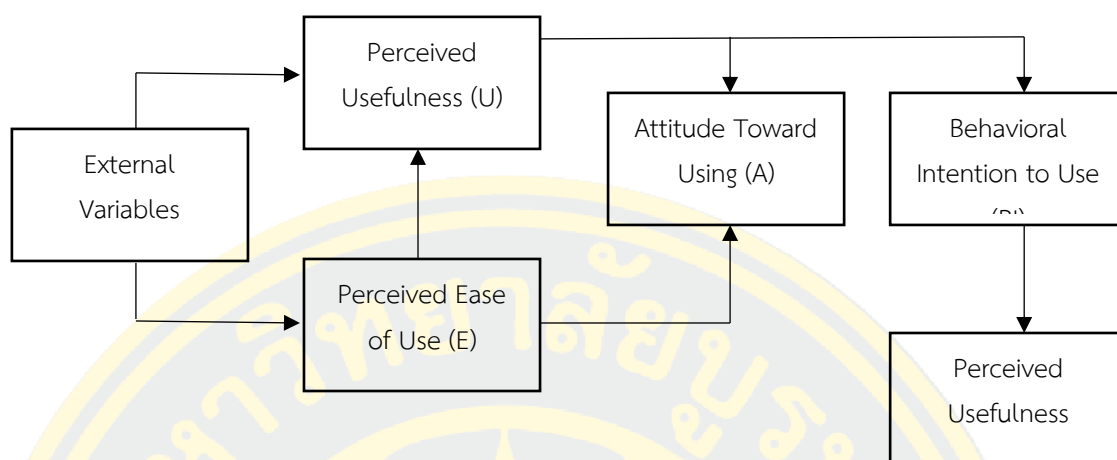 Perceived
Usefulness (U)
External
Variables
Attitude Toward
Using (A)
Behavioral
Intention to Use
Perceived Ease
of Use (E)
Perceived
Usefulness